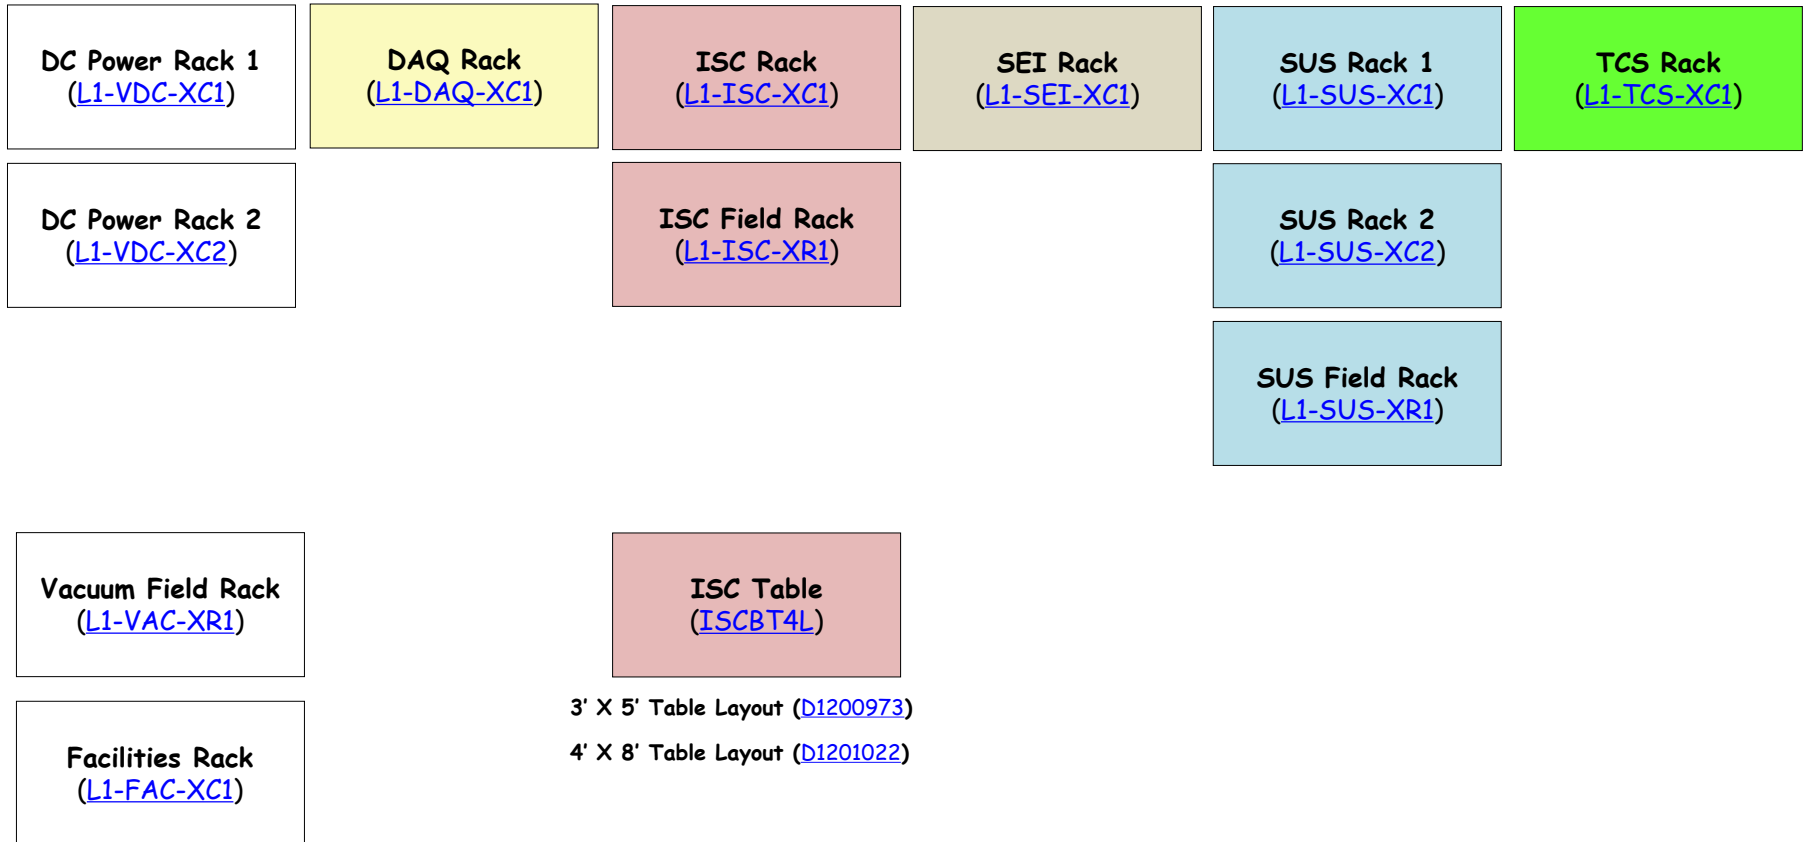 DC Power Rack 1
(L1-VDC-XC1)
DAQ Rack
(L1-DAQ-XC1)
ISC Rack
(L1-ISC-XC1)
SEI Rack
(L1-SEI-XC1)
SUS Rack 1
(L1-SUS-XC1)
TCS Rack
(L1-TCS-XC1)
DC Power Rack 2
(L1-VDC-XC2)
ISC Field Rack
(L1-ISC-XR1)
SUS Rack 2
(L1-SUS-XC2)
SUS Field Rack
(L1-SUS-XR1)
Vacuum Field Rack
(L1-VAC-XR1)
ISC Table
(ISCBT4L)
3' X 5' Table Layout (D1200973)
4' X 8' Table Layout (D1201022)
Facilities Rack
(L1-FAC-XC1)